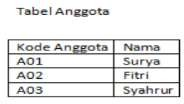 Tabel Anggota
Kode Anggota Nama
A01 Surya
A02 Fitri
A03 Syahrur